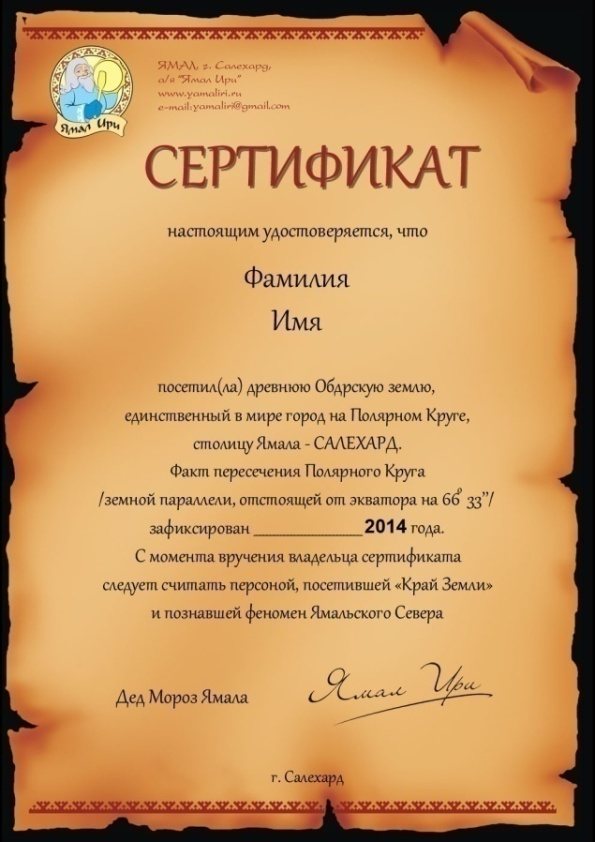 ЯМАЛ, г. Салехард,
а/я "Ямал Ири"
www.yamaliri.ru
e-mail:yamaliri@gmail.com
Ямал Ири
СЕРТИФИКАТ
настоящим удостоверяется, что
Фамилия
Имя
посетил(ла) древнюю Обдрскую землю,
единственный в мире город на Полярном Круге,
столицу Ямала - САЛЕХАРД.
Факт пересечения Полярного Круга
/земной параллели, отстоящей от экватора на 66° 33”/
зафиксирован ______________ 2014 года.
С момента вручения владельца сертификата
следует считать персоной, посетившей «Край Земли»
и познавшей феномен Ямальского Севера
Дед Мороз Ямала
Ямал Ири
г. Салехард